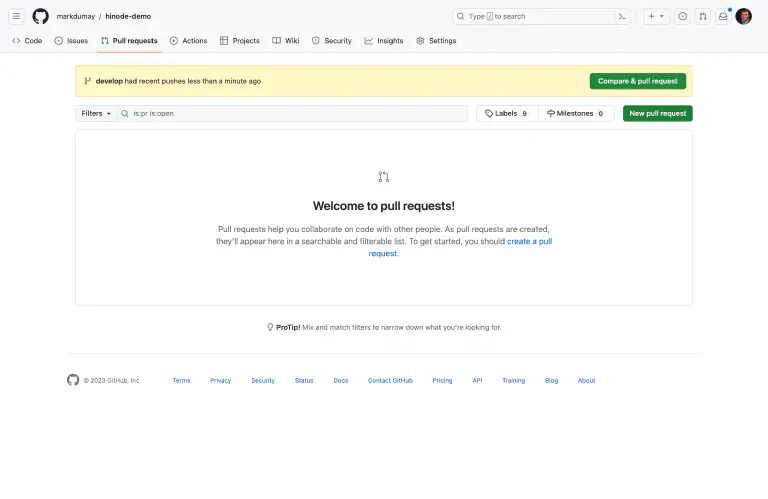 markdumay / hinode-demo
Type / to search
Code Issues Pull requests Actions Projects Wiki Security Insights Settings
develop had recent pushes less than a minute ago
Compare & pull request
Filters is:pr is:open Labels 9 Milestones 0 New pull request
Welcome to pull requests!
Pull requests help you collaborate on code with other people. As pull requests are created,
they'll appear here in a searchable and filterable list. To get started, you should create a pull
request.
ProTip! Mix and match filters to narrow down what you're looking for.
© 2023 GitHub, Inc. Terms Privacy Security Status Docs Contact GitHub Pricing API Training Blog About